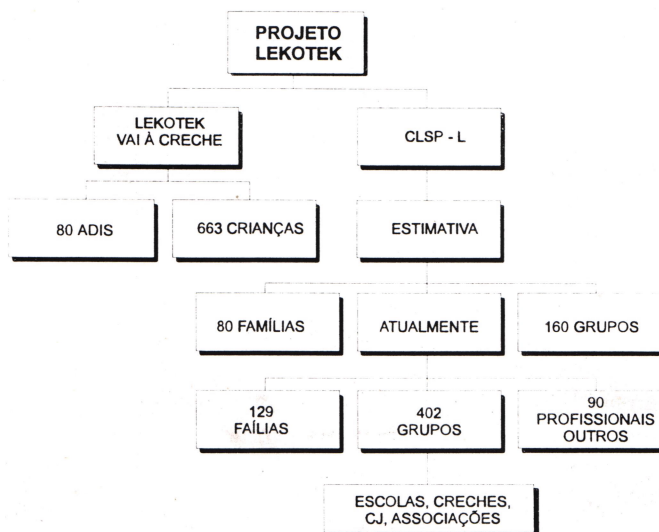 PROJETO
LEKOTEK
LEKOTEK
VAI À CRECHE
CLSP - L
80 ADIS
663 CRIANÇAS
ESTIMATIVA
80 FAMÍLIAS
ATUALMENTE
160 GRUPOS
129
FAÍLIAS
402
GRUPOS
90
PROFISSIONAIS
OUTROS
ESCOLAS, CRECHES,
CJ, ASSOCIAÇÕES